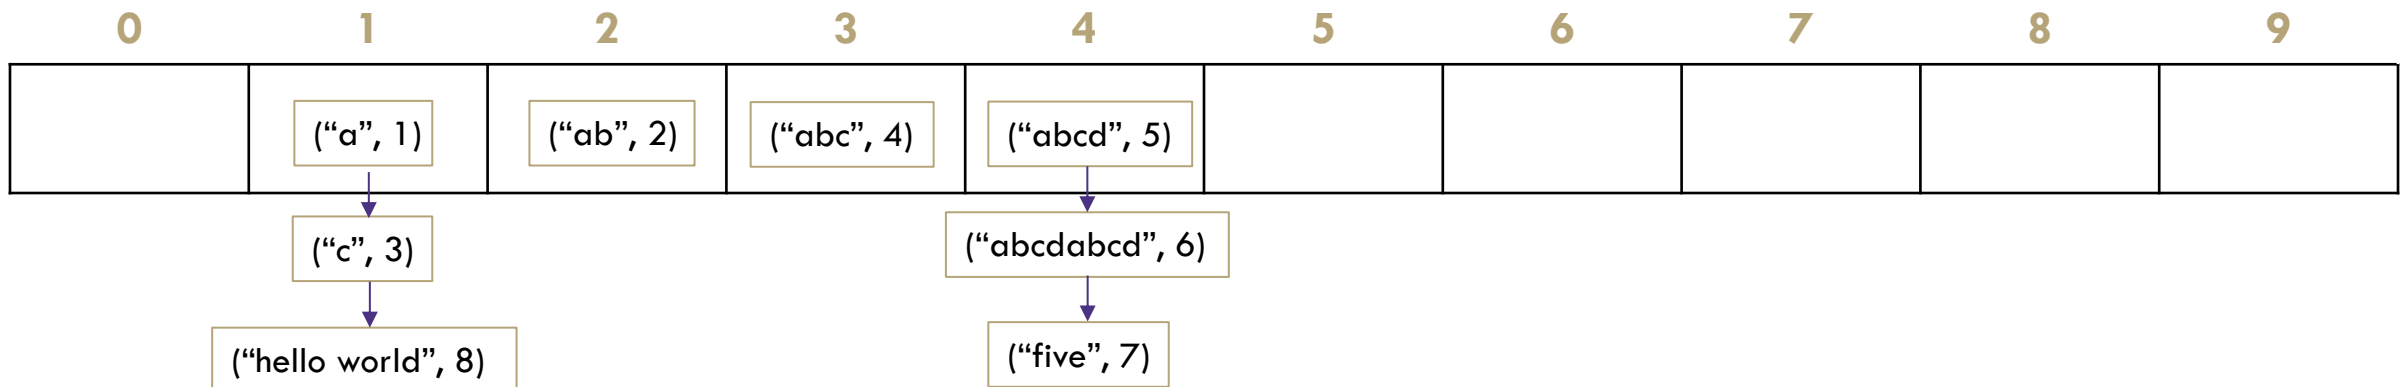 0 1 2 3 4 5 6 7 8 9
(“a”, 1) (“ab”, 2) (“abc”, 4) (“abcd”, 5)
(“c”, 3) (“abcdabcd”, 6)
(“hello world”, 8) (“five”, 7)